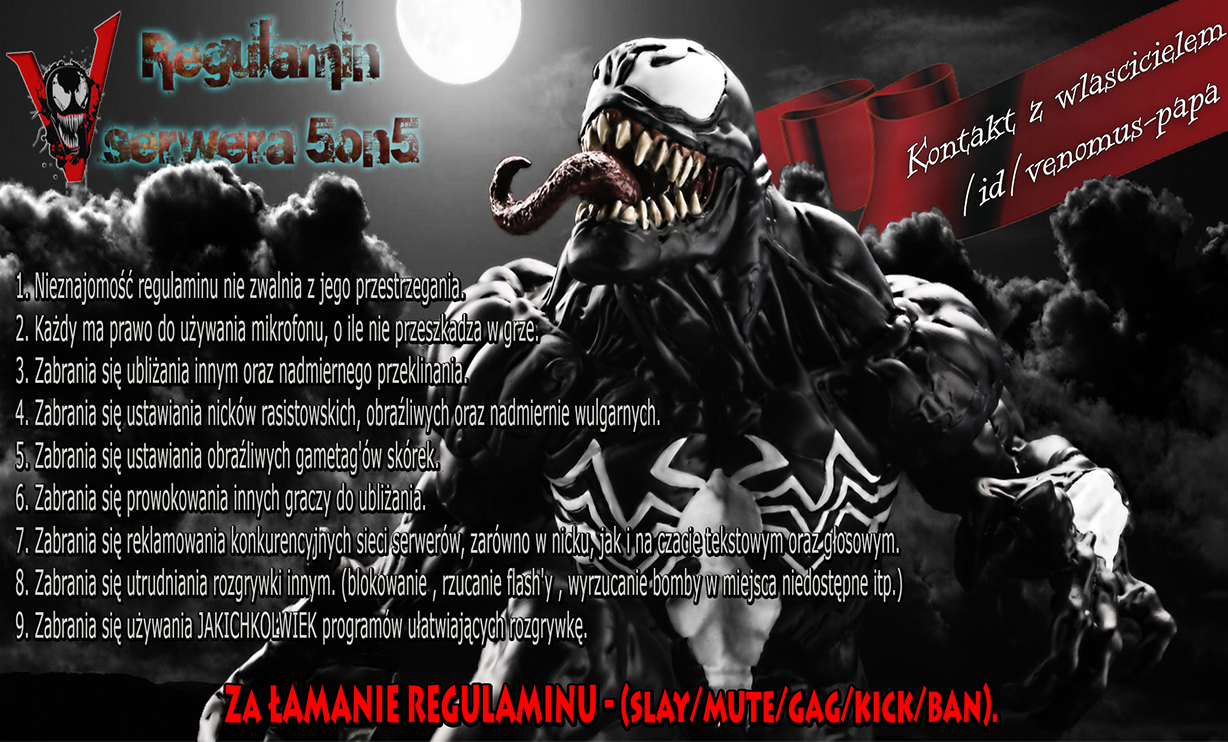 Regulamin
serwera 5on5
Kontakt z wlascicielem
/id/venomus-papa
1. Nieznajomość regulaminu nie zwalnia z jego przestrzegania.
2. Każdy ma prawo do używania mikrofonu, o ile nie przeszkadza w grze.
3. Zabrania się ubliżania innym oraz nadmiernego przeklinania.
4. Zabrania się ustawiania nicków rasistowskich, obraźliwych oraz nadmiernie wulgarnych.
5. Zabrania się ustawiania obraźliwych gametag'ów skórek.
6. Zabrania się prowokowania innych graczy do ubliżania.
7. Zabrania się reklamowania konkurencyjnych sieci serwerów, zarówno w nicku, jak i na czacie tekstowym oraz głosowym.
8. Zabrania się utrudniania rozgrywki innym. (blokowanie , rzucanie flash'y , wyrzucanie bomby w miejsca niedostępne itp.)
9. Zabrania się używania JAKICHKOLWIEK programów ułatwiających rozgrywkę.
ZA ŁAMANIE REGULAMINU - (SLAY/MUTE/GAG/KICK/BAN).